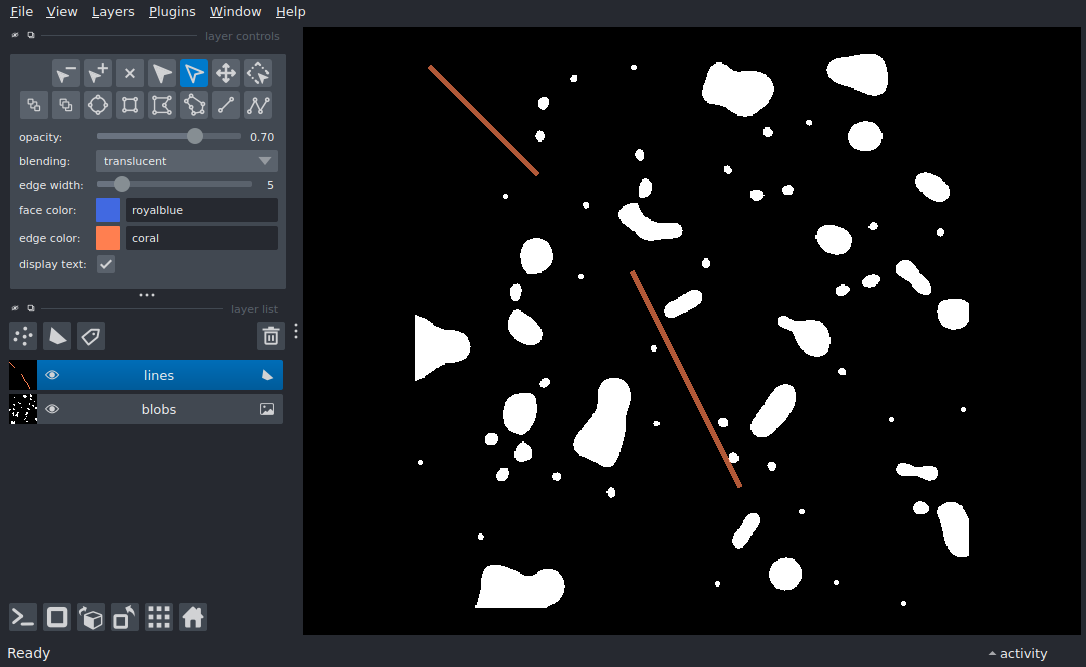 File View Layers Plugins Window Help
layer controls
opacity: 0.70
blending: translucent
edge width: 5
face color: royalblue
edge color: coral
display text:
layer list
lines
blobs
Ready
activity